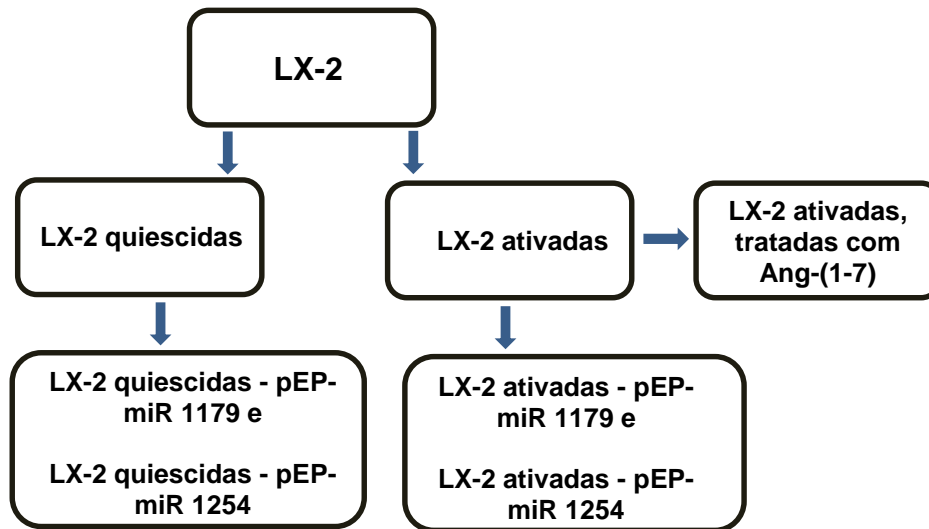 LX-2
LX-2 quiescidas
LX-2 ativadas
LX-2 ativadas,
tratadas com
Ang-(1-7)
LX-2 quiescidas - pEP-
miR 1179 e
LX-2 quiescidas - pEP-
miR 1254
LX-2 ativadas - pEP-
miR 1179 e
LX-2 ativadas - pEP-
miR 1254